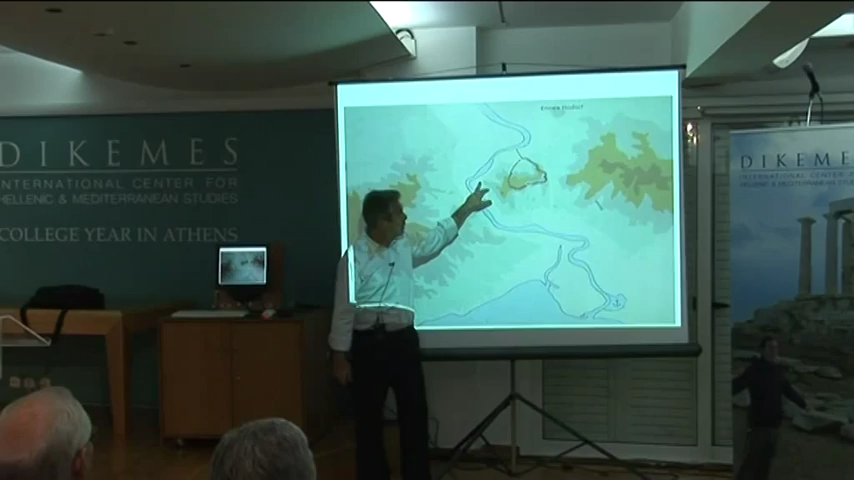 DIKEMES
INTERNATIONAL CENTER FOR
HELLENIC & MEDITERRANEAN STUDIES
COLLEGE YEAR IN ATHENS
DIKEMES
INTERNATIONAL CENTER FOR
HELLENIC & MEDITERRANEAN STUDIES